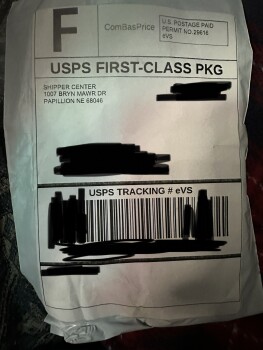 F
ComBasPrice
U.S. POSTAGE PAID
PERMIT NO.29616
eVS
USPS FIRST-CLASS PKG
SHIPPER CENTER
1007 BRYN MAWR DR
PAPILLION NE 68046
USPS TRACKING # eVS